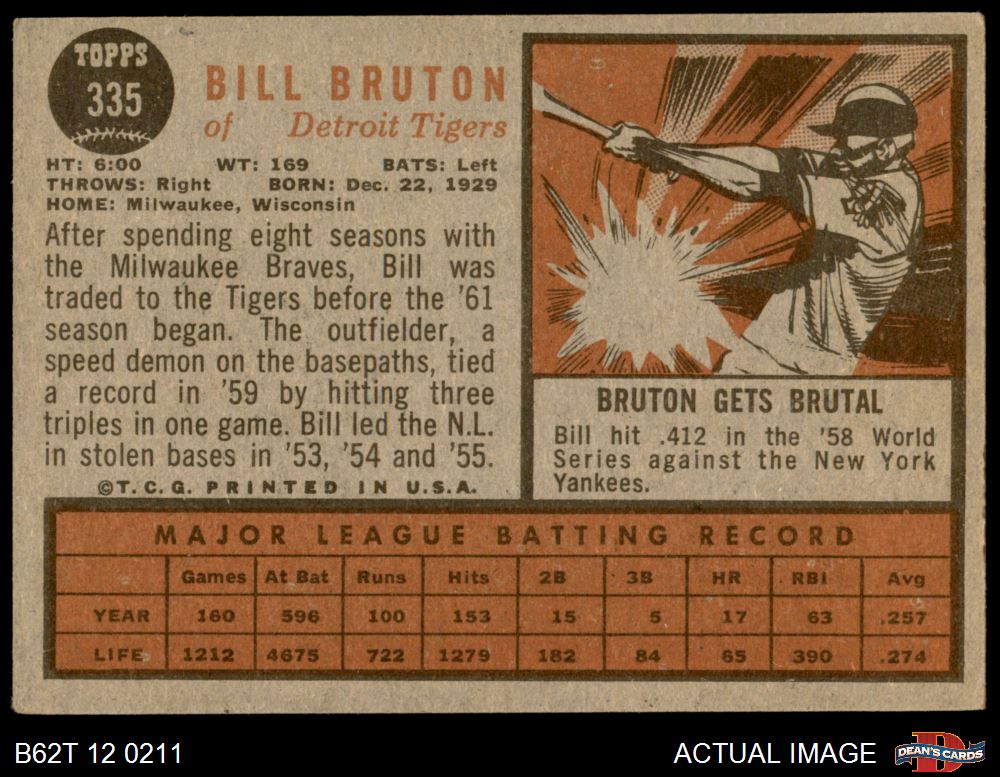 TOPPS
335
BILL BRUTON
of Detroit Tigers
HT: 6:00 WT: 169 BATS: Left
THROWS: Right BORN: Dec. 22, 1929
HOME: Milwaukee, Wisconsin
After spending eight seasons with
the Milwaukee Braves, Bill was
traded to the Tigers before the '61
season began. The outfielder, a
speed demon on the basepaths, tied
a record in '59 by hitting three
triples in one game. Bill led the N.L.
in stolen bases in '53, '54 and '55.
©T.C.G. PRINTED IN U.S.A.
BRUTON GETS BRUTAL
Bill hit .412 in the '58 World
Series against the New York
Yankees.
MAJOR LEAGUE BATTING RECORD
Games At Bat Runs Hits 2B 3B HR RBI Avg
YEAR 160 596 100 153 15 5 17 63 .257
LIFE 1212 4675 722 1279 182 84 65 390 .274
B62T 12 0211
ACTUAL IMAGE
D
DEAN'S CARDS